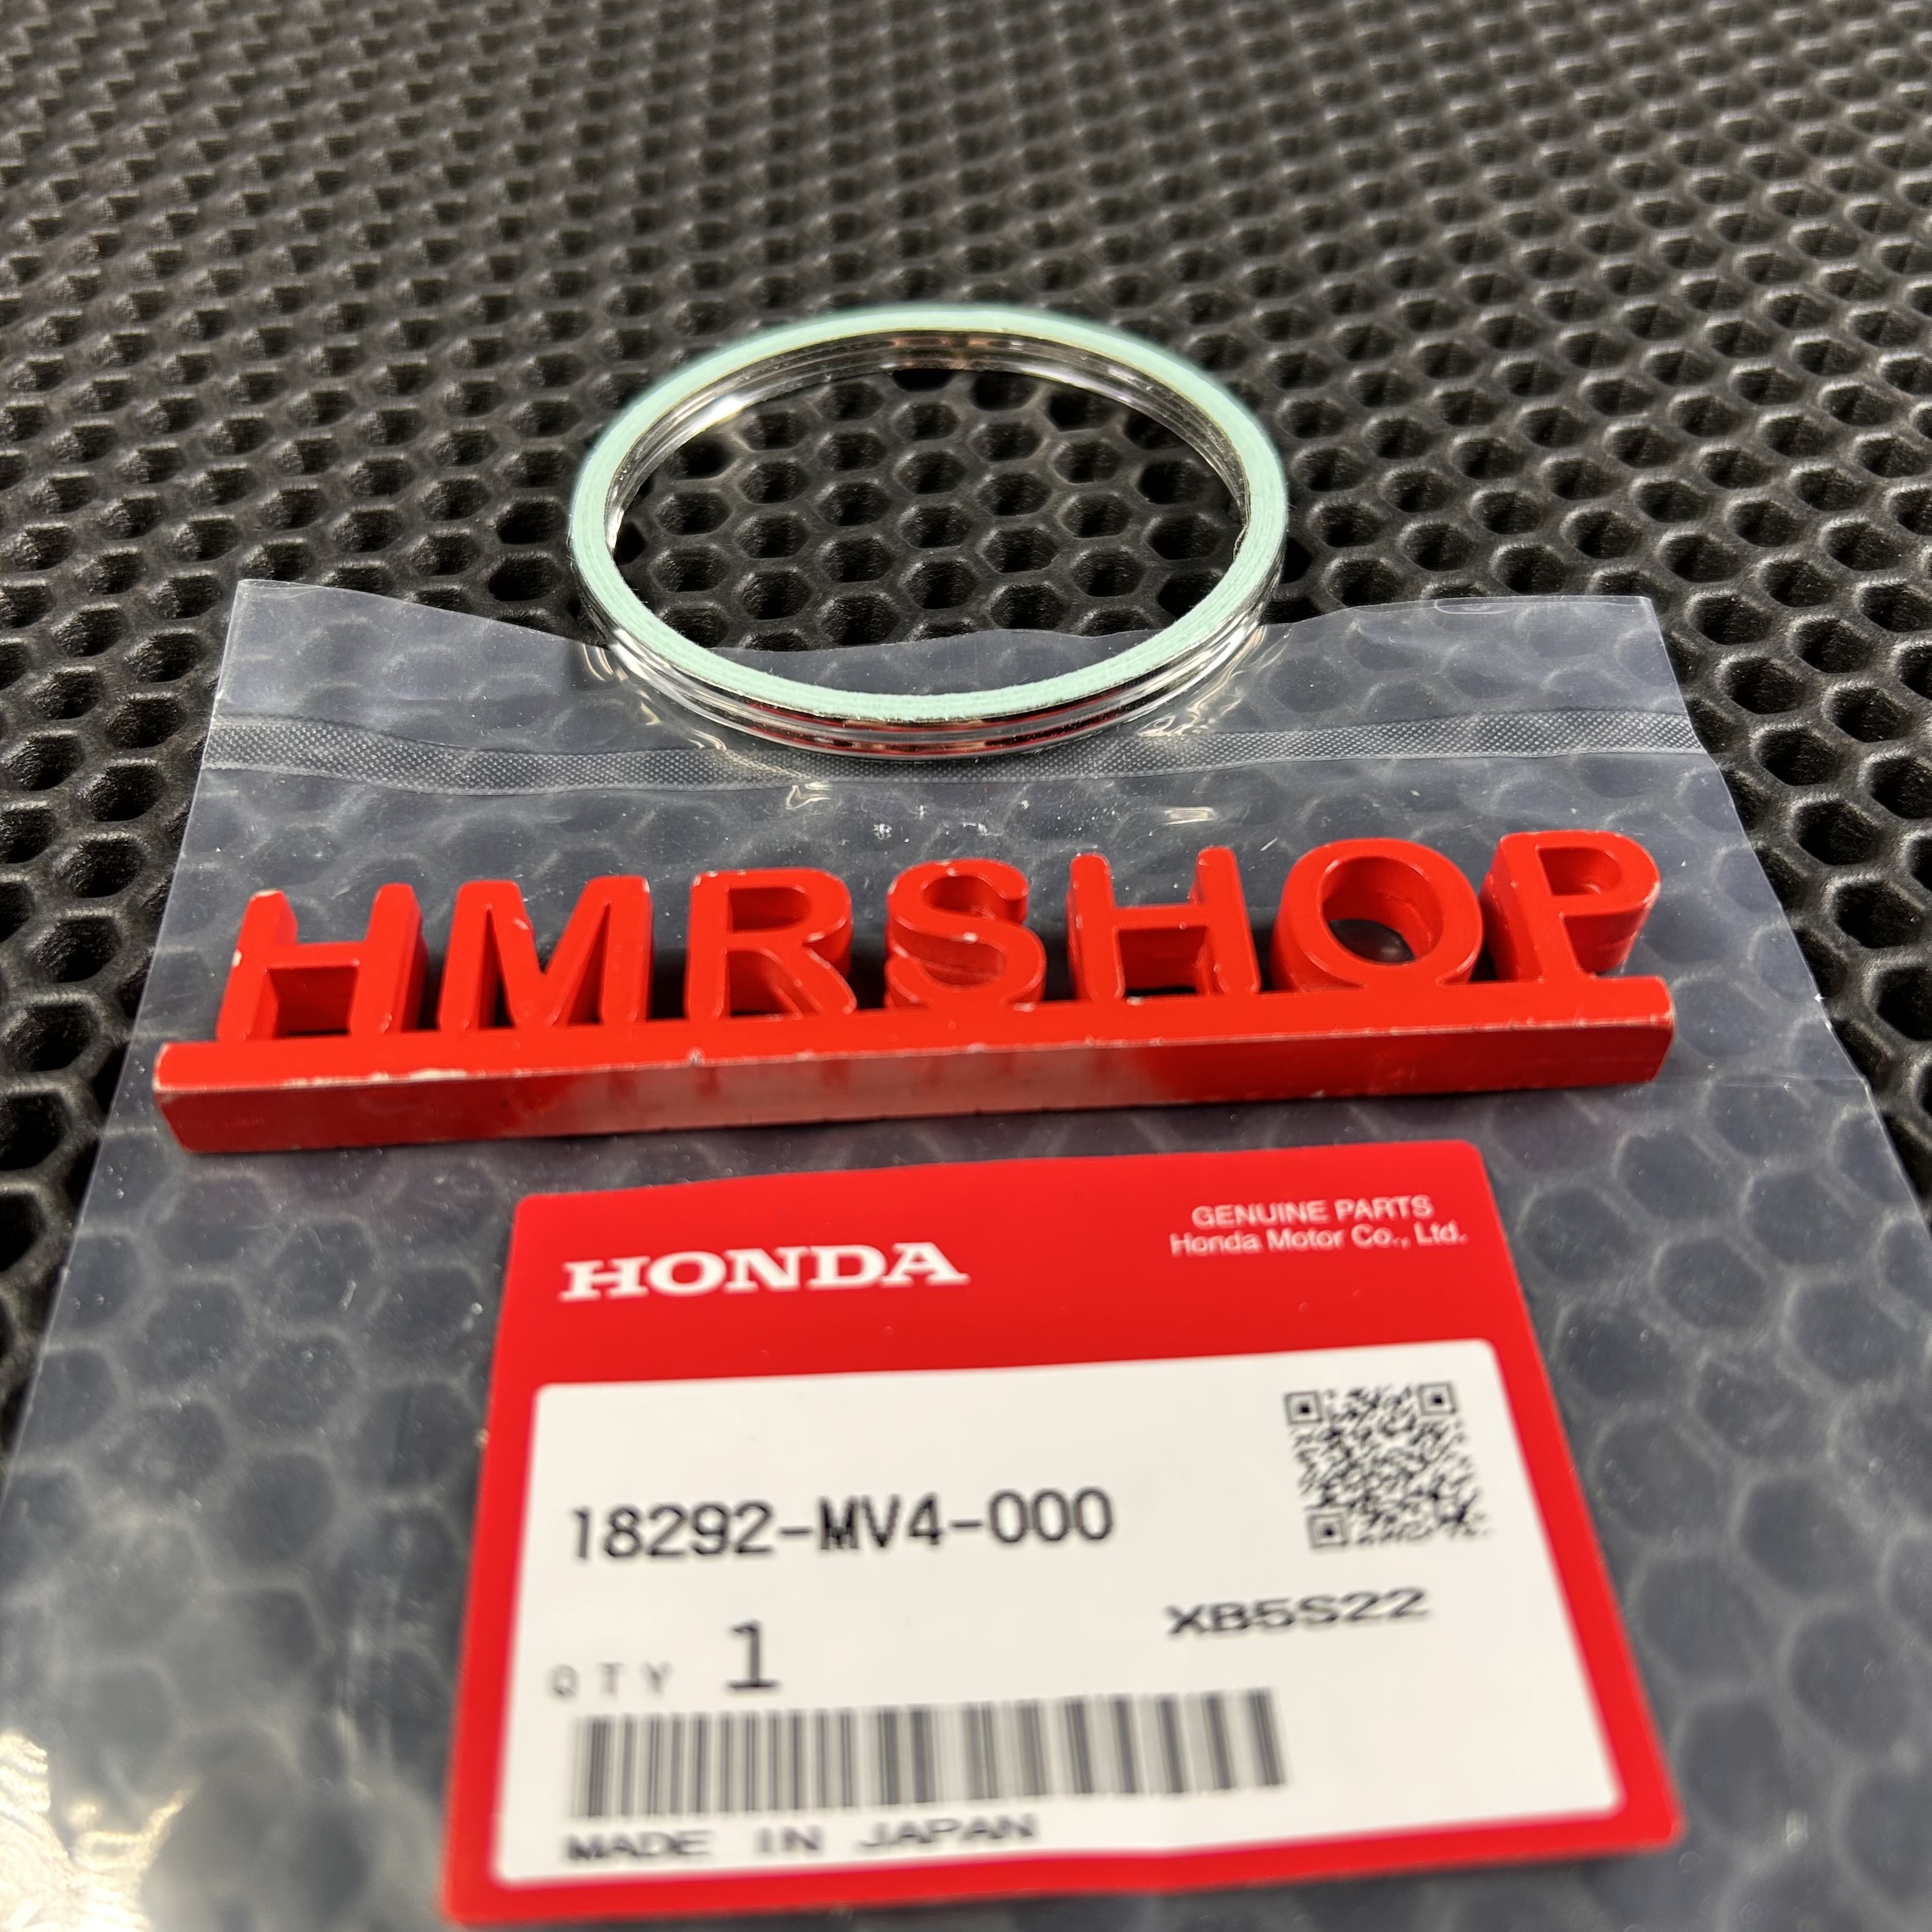 HMRSHOP
HONDA
GENUINE PARTS
Honda Motor Co., Ltd.
18292-MV4-000
XB5S22
QTY 1
MADE IN JAPAN